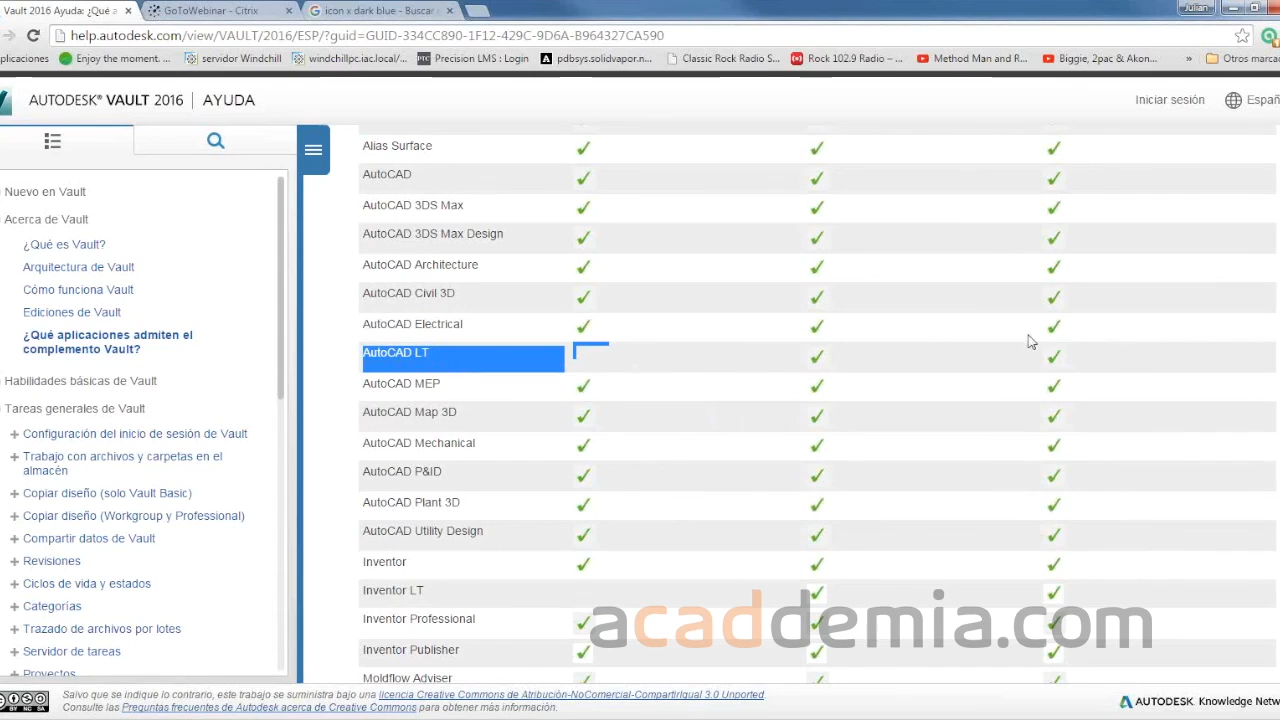 Vault 2016 Ayuda: ¿Qué a
GoToWebinar - Citrix
icon x dark blue - Buscar
Julian
help.autodesk.com/view/VAULT/2016/ESP/?guid=GUID-334CC890-1F12-429C-9D6A-B964327CA590
plicaciones
Enjoy the moment. ...
servidor Windchill
windchillpoi.iac.local/
PTC Precision LMS : Login
pdbsys.solidvapor.n...
Classic Rock Radio S...
Rock 102.9 Radio – ...
Method Man and R...
Biggie, 2pac & Akon...
»
Otros marca
AUTODESK® VAULT 2016
AYUDA
Iniciar sesión
Españ
Nuevo en Vault
Acerca de Vault
¿Qué es Vault?
Arquitectura de Vault
Cómo funciona Vault
Ediciones de Vault
¿Qué aplicaciones admiten el
complemento Vault?
Habilidades básicas de Vault
Tareas generales de Vault
Configuración del inicio de sesión de Vault
Trabajo con archivos y carpetas en el
almacén
Copiar diseño (solo Vault Basic)
Copiar diseño (Workgroup y Professional)
Compartir datos de Vault
Revisiones
Ciclos de vida y estados
Categorías
Trazado de archivos por lotes
Servidor de tareas
Proyectos
Alias Surface
AutoCAD
AutoCAD 3DS Max
AutoCAD 3DS Max Design
AutoCAD Architecture
AutoCAD Civil 3D
AutoCAD Electrical
AutoCAD LT
AutoCAD MEP
AutoCAD Map 3D
AutoCAD Mechanical
AutoCAD P&ID
AutoCAD Plant 3D
AutoCAD Utility Design
Inventor
Inventor LT
Inventor Professional
Inventor Publisher
Moldflow Adviser
acaddemia.com
BY NC SA
Salvo que se indique lo contrario, este trabajo se suministra bajo una licencia Creative Commons de Atribución-NoComercial-CompartirIgual 3.0 Unported
Consulte las Preguntas frecuentes de Autodesk acerca de Creative Commons para obtener más información.
AUTODESK. Knowledge Netw